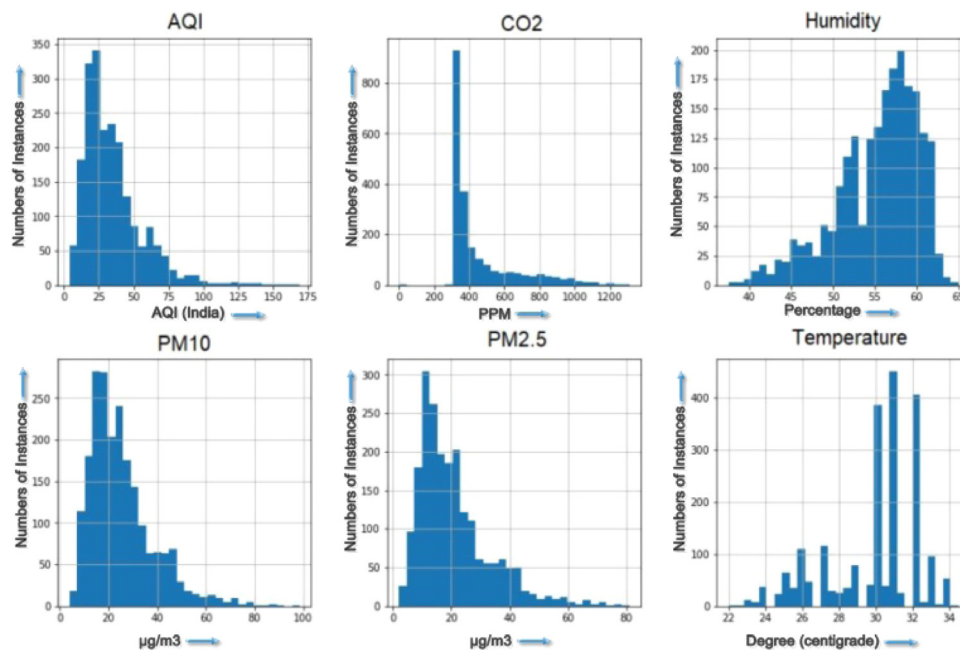 AQI
Numbers of Instances
350
300
250
200
150
100
50
0
0 25 50 75 100 125 150 175
AQI (India)
CO2
Numbers of Instances
800
600
400
200
0
0 200 400 600 800 1000 1200
PPM
Humidity
Numbers of Instances
200
175
150
125
100
75
50
25
0
40 45 50 55 60 65
Percentage
PM10
Numbers of Instances
250
200
150
100
50
0
0 20 40 60 80 100
µg/m3
PM2.5
Numbers of Instances
300
250
200
150
100
50
0
0 20 40 60 80
µg/m3
Temperature
Numbers of Instances
400
300
200
100
0
22 24 26 28 30 32 34
Degree (centigrade)